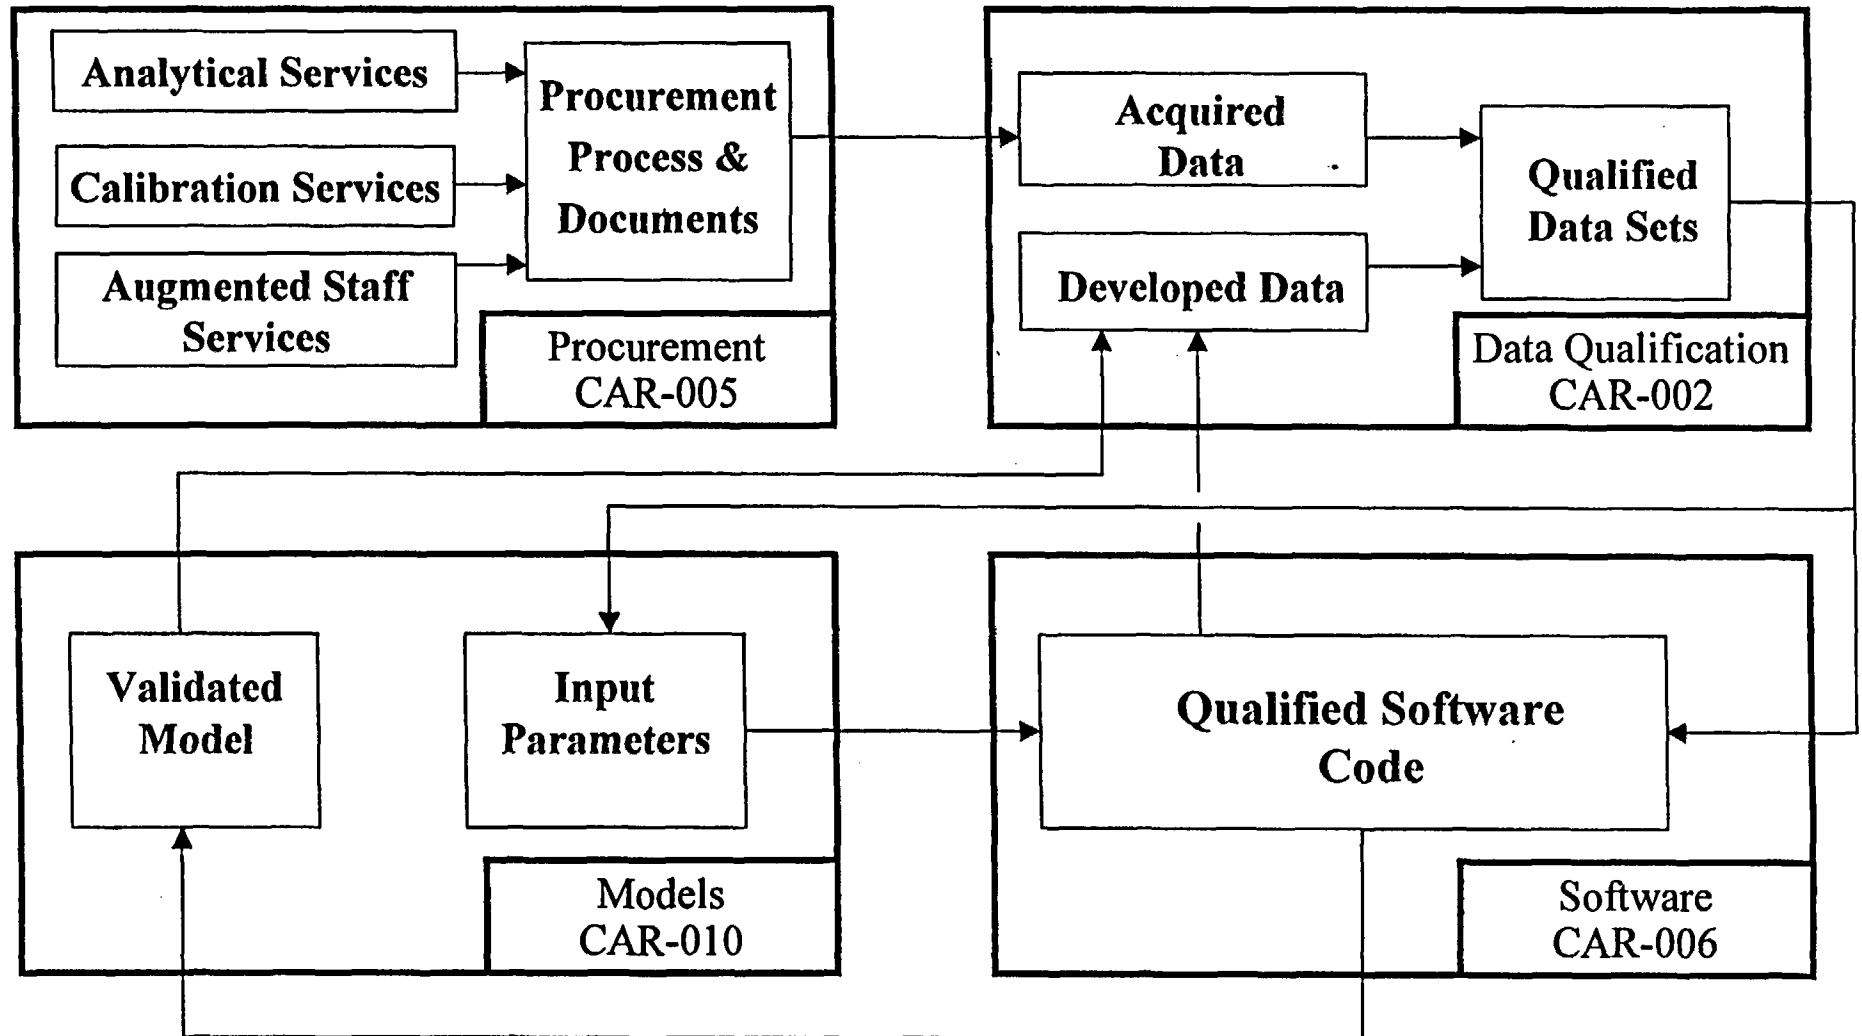 Analytical Services
Calibration Services
Augmented Staff
Services
Procurement
Process &
Documents
Procurement
CAR-005
Acquired
Data
Developed Data
Qualified
Data Sets
Data Qualification
CAR-002
Validated
Model
Input
Parameters
Models
CAR-010
Qualified Software
Code
Software
CAR-006